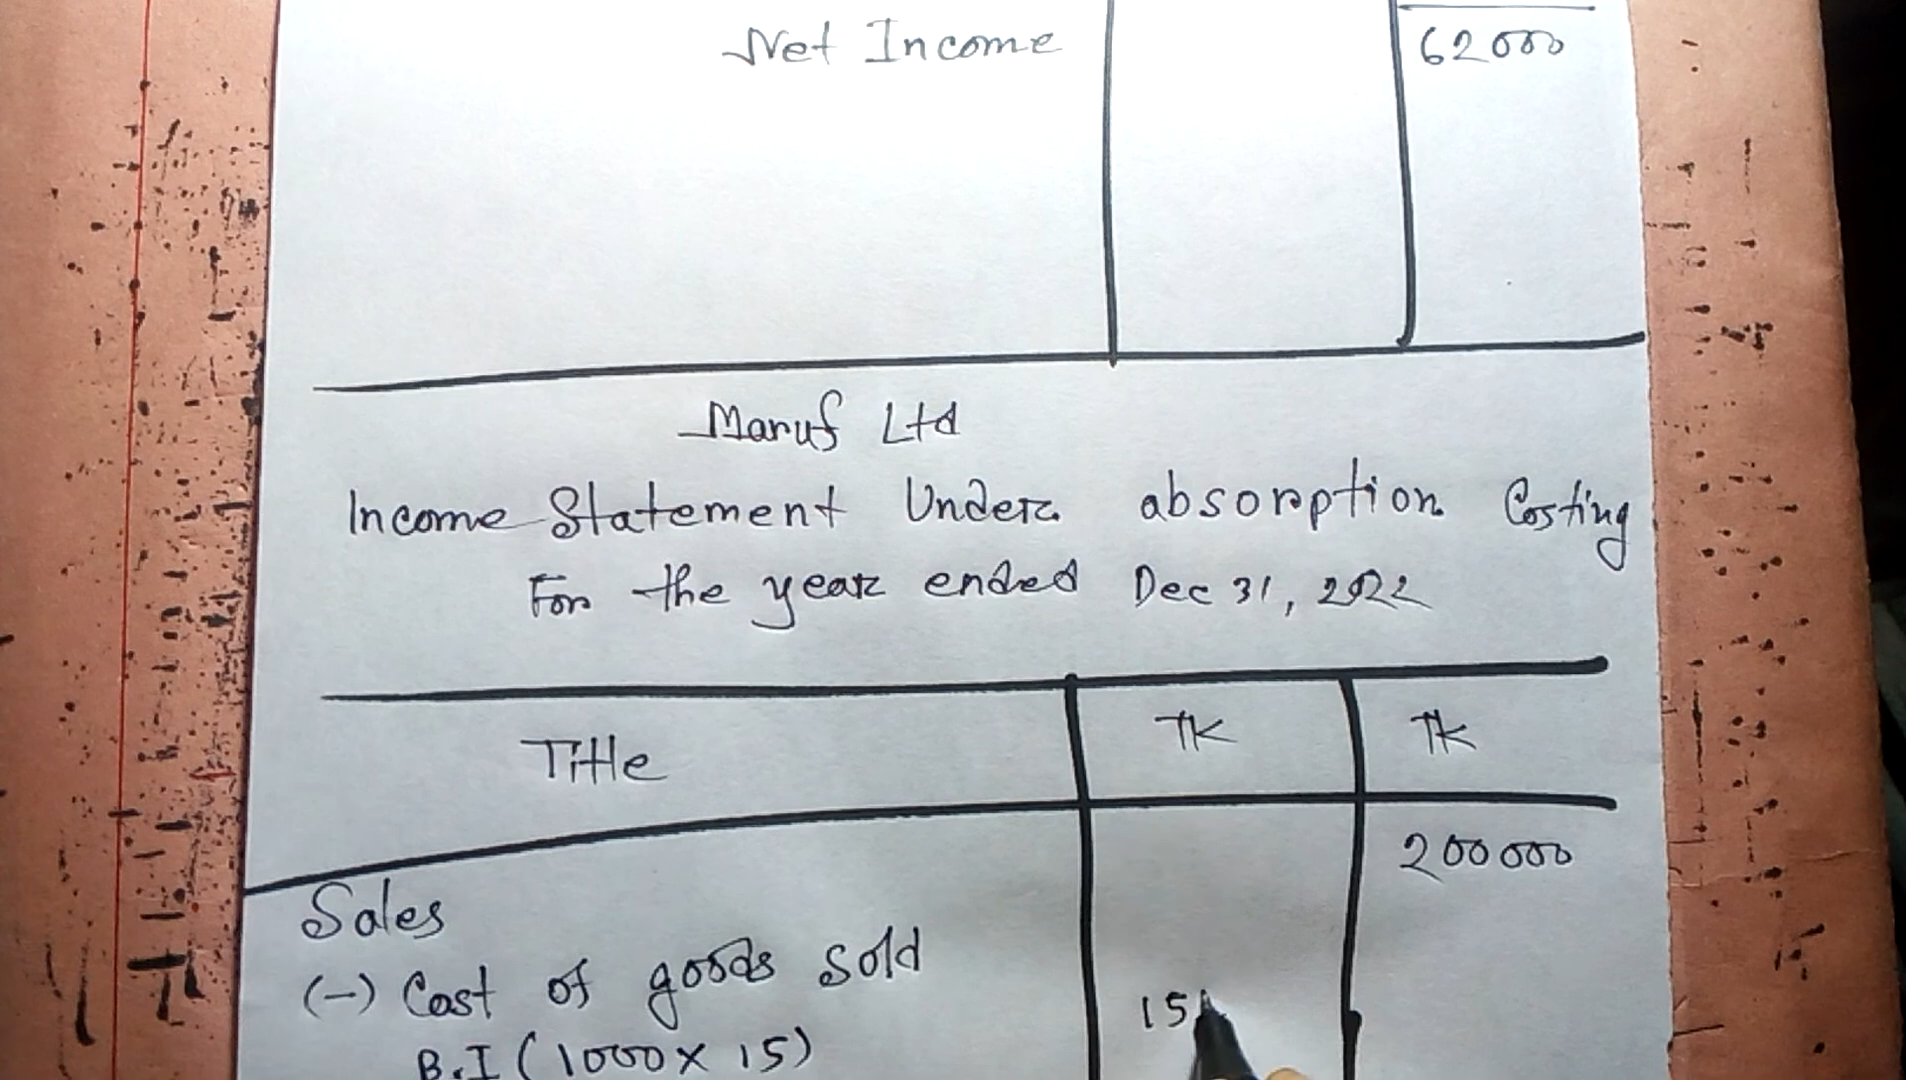 Net Income 62000
Maruf Ltd
Income Statement Under absorption Costing
For the year ended Dec 31, 2022
Title TK TK
Sales 200000
(-) Cost of goods sold
B.I (1000 x 15) 15